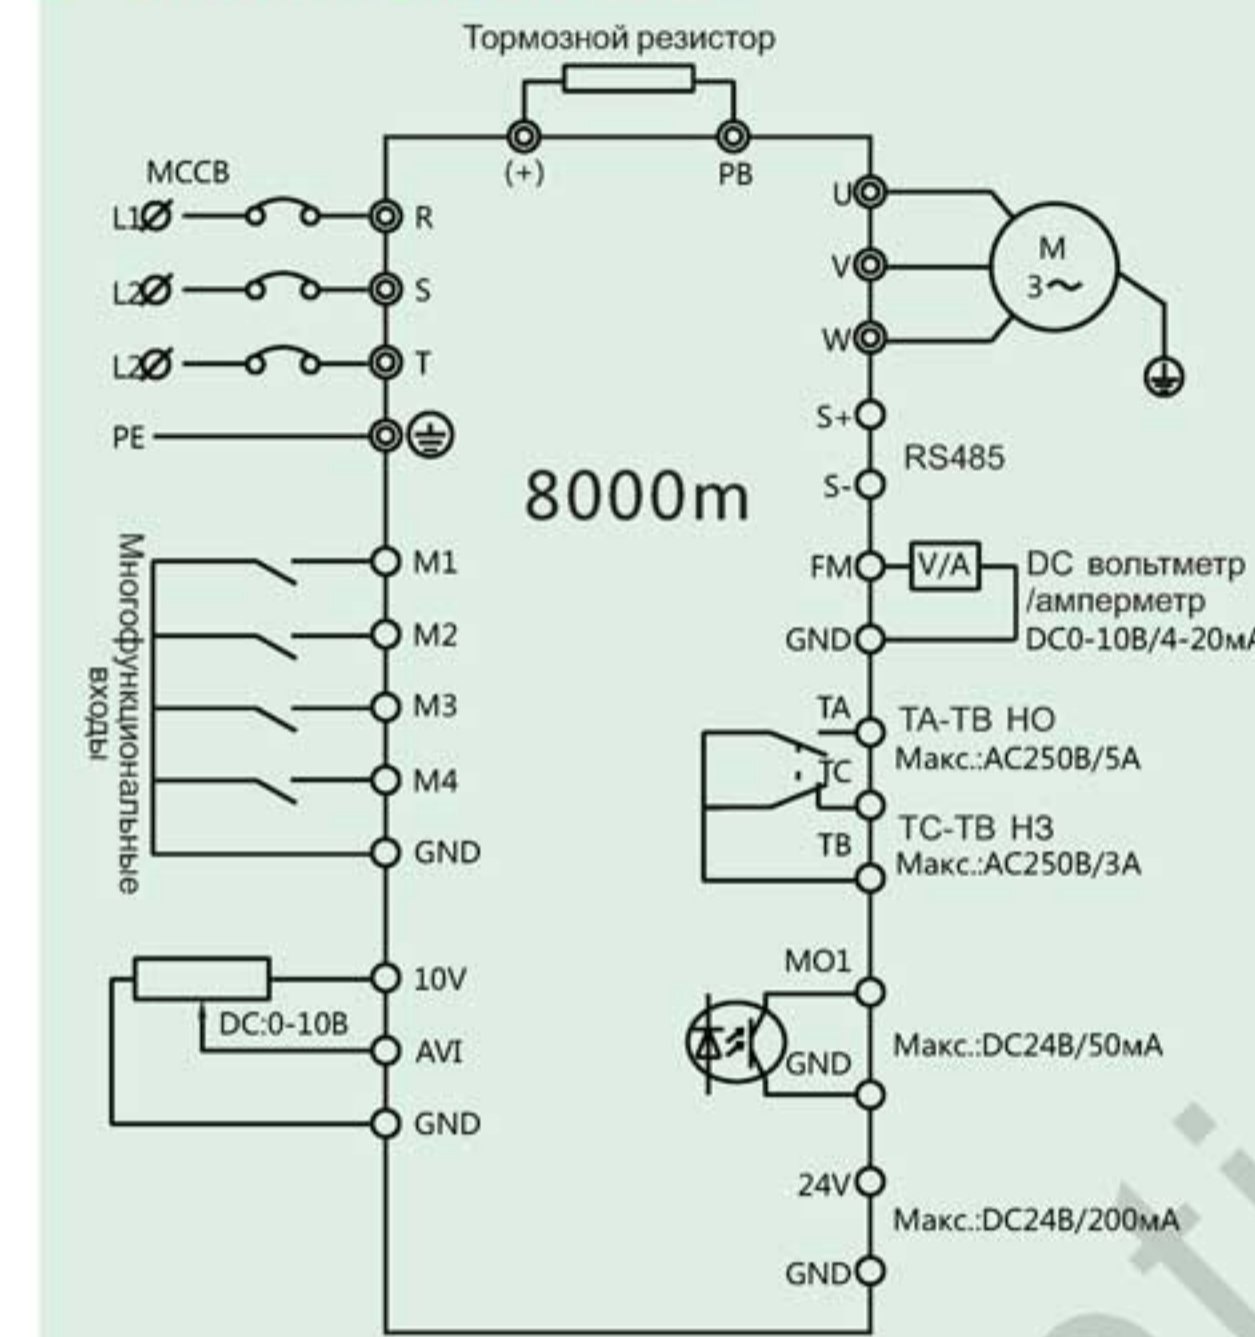 Тормозной резистор
(+)
PB
MCCB
L1
R
L2
S
L2
T
PE
U
V
W
M
3~
S+
S-
RS485
8000m
FM
V/A
DC вольтметр
/амперметр
DC0-10В/4-20мА
GND
Многофункциональные
входы
M1
M2
M3
M4
GND
TA
TA-TB НО
Макс.:AC250В/5А
TC
TC-TB НЗ
TB
Макс.:AC250В/3А
10V
DC:0-10В
AVI
GND
MO1
GND
Макс.:DC24В/50мА
24V
Макс.:DC24В/200мА
GND